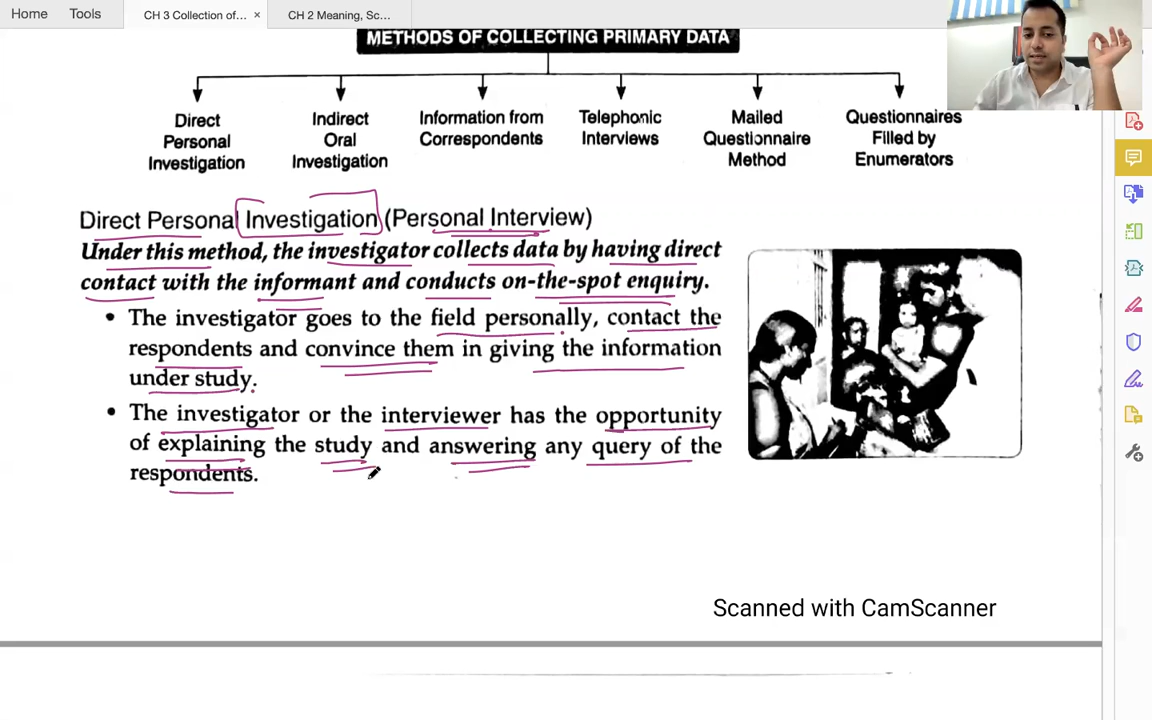 Home Tools CH 3 Collection of... × CH 2 Meaning, Sc...
METHODS OF COLLECTING PRIMARY DATA
Direct
Personal
Investigation
Indirect
Oral
Investigation
Information from
Correspondents
Telephonic
Interviews
Mailed
Questionnaire
Method
Questionnaires
Filled by
Enumerators
Direct Personal Investigation (Personal Interview)
Under this method, the investigator collects data by having direct
contact with the informant and conducts on-the-spot enquiry.
• The investigator goes to the field personally, contact the
respondents and convince them in giving the information
under study.
• The investigator or the interviewer has the opportunity
of explaining the study and answering any query of the
respondents.
Scanned with CamScanner